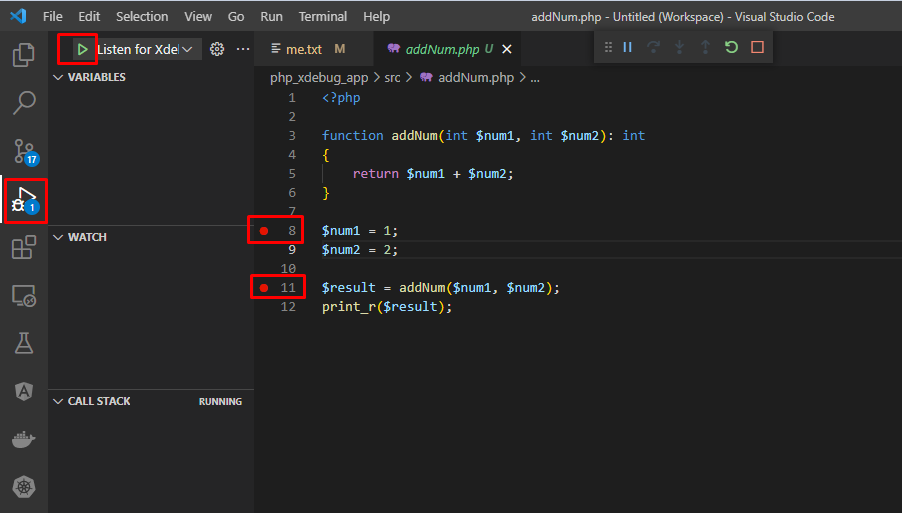 File Edit Selection View Go Run Terminal Help addNum.php - Untitled (Workspace) - Visual Studio Code
Listen for Xdel
me.txt M
addNum.php U
VARIABLES
WATCH
CALL STACK RUNNING
17
1
php_xdebug_app > src > addNum.php > ...
1 <?php
2
3 function addNum(int $num1, int $num2): int
4 {
5 return $num1 + $num2;
6 }
7
8 $num1 = 1;
9 $num2 = 2;
10
11 $result = addNum($num1, $num2);
12 print_r($result);